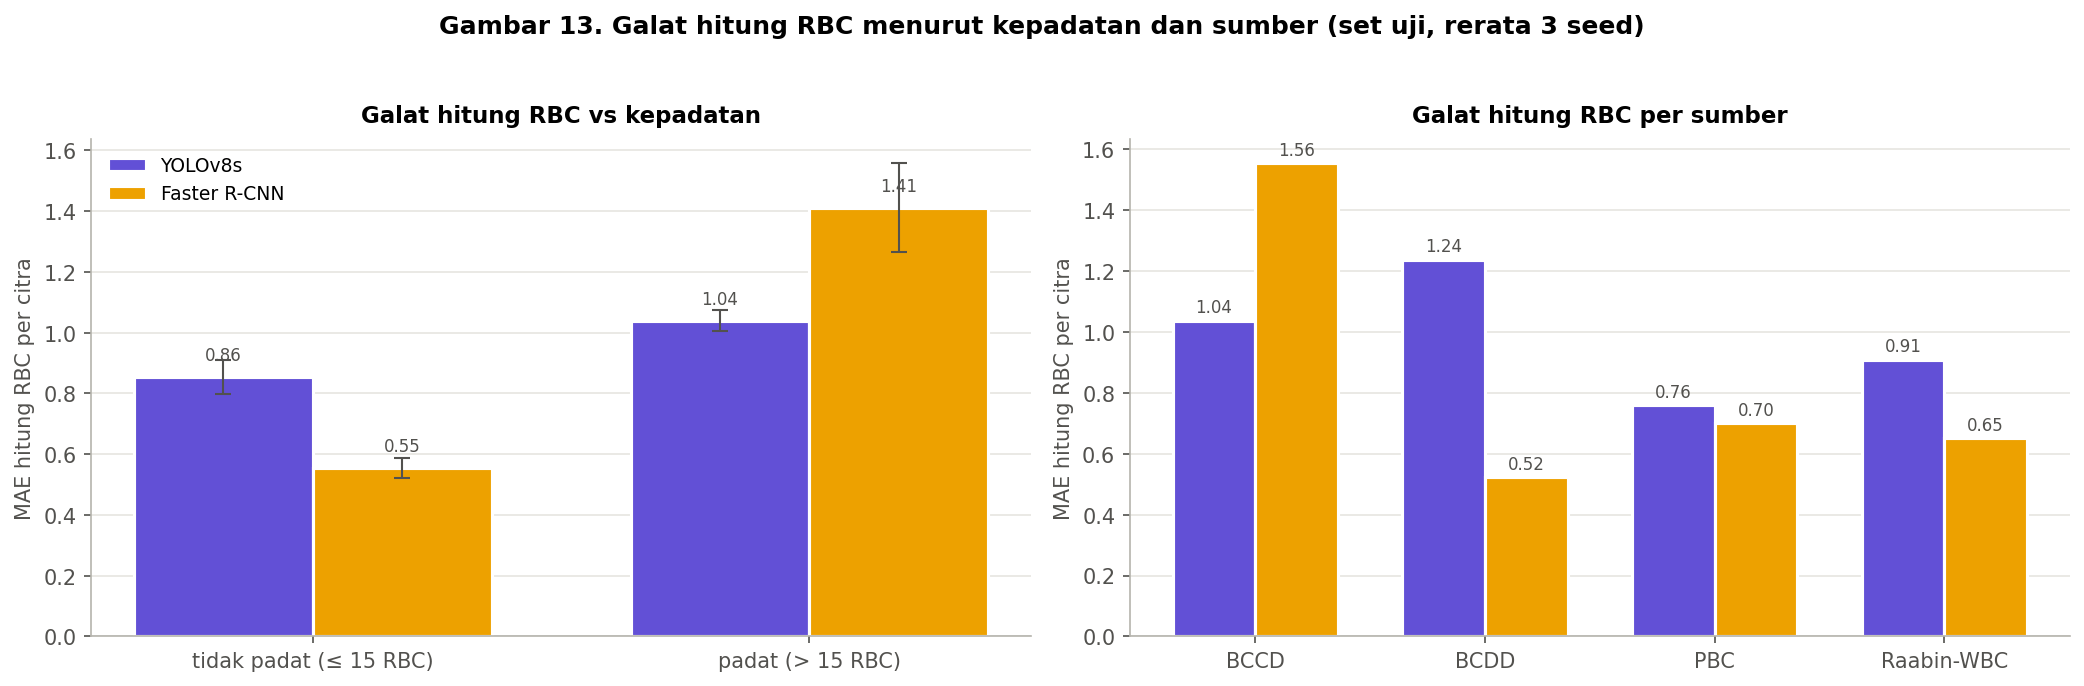 Gambar 13. Galat hitung RBC menurut kepadatan dan sumber (set uji, rerata 3 seed)
Galat hitung RBC vs kepadatan
YOLOv8s
Faster R-CNN
MAE hitung RBC per citra
1.6
1.4
1.2
1.0
0.8
0.6
0.4
0.2
0.0
0.86
0.55
1.04
1.41
tidak padat (≤ 15 RBC)
padat (> 15 RBC)
Galat hitung RBC per sumber
MAE hitung RBC per citra
1.6
1.4
1.2
1.0
0.8
0.6
0.4
0.2
0.0
1.04
1.56
1.24
0.52
0.76
0.70
0.91
0.65
BCCD
BCDD
PBC
Raabin-WBC